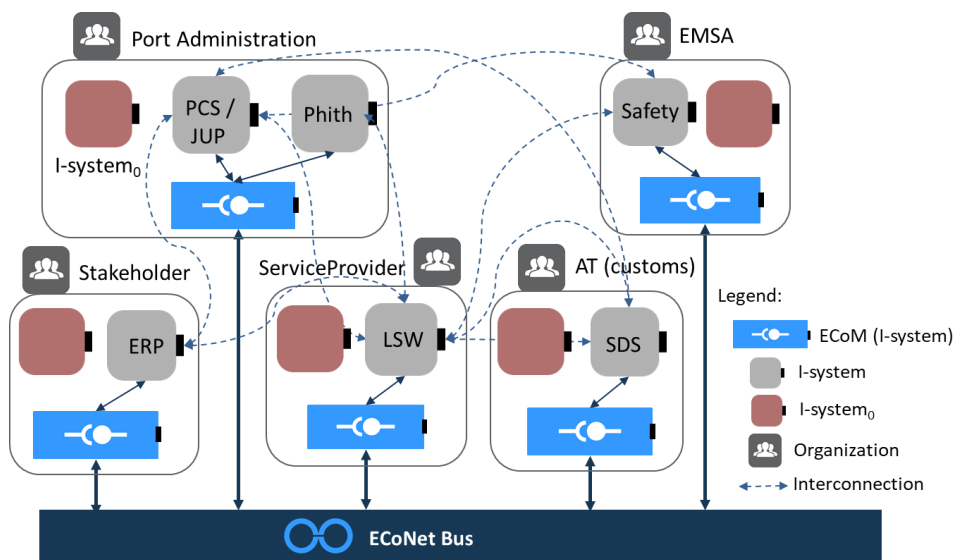 Port Administration
EMSA
PCS /
JUP
Phith
Safety
I-system₀
Stakeholder
ServiceProvider
AT (customs)
ERP
LSW
SDS
Legend:
ECoM (I-system)
I-system
I-system₀
Organization
Interconnection
ECoNet Bus